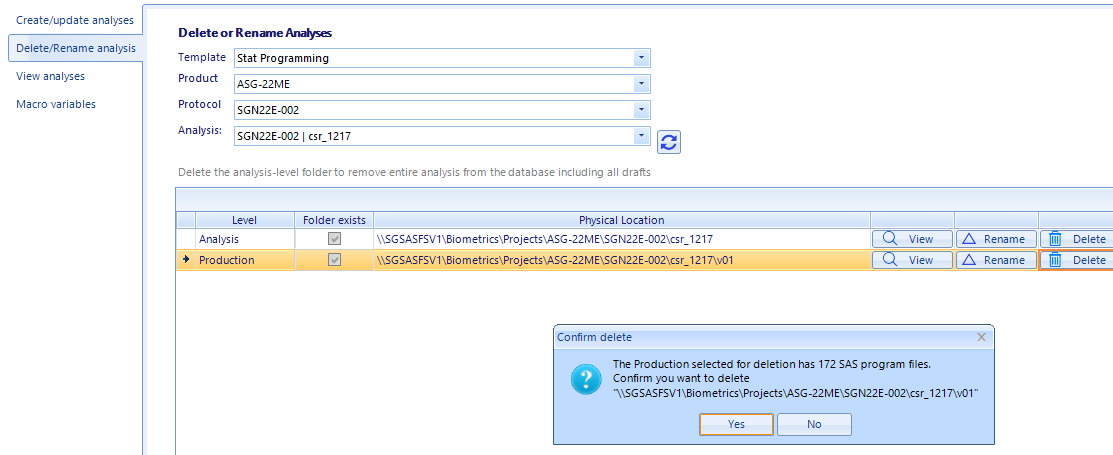 Create/update analyses
Delete/Rename analysis
View analyses
Macro variables
Delete or Rename Analyses
Template Stat Programming
Product ASG-22ME
Protocol SGN22E-002
Analysis: SGN22E-002 | csr_1217
Delete the analysis-level folder to remove entire analysis from the database including all drafts
Level Folder exists Physical Location
Analysis \\SGSASFSV1\Biometrics\Projects\ASG-22ME\SGN22E-002\csr_1217 View Rename Delete
Production \\SGSASFSV1\Biometrics\Projects\ASG-22ME\SGN22E-002\csr_1217\v01 View Rename Delete
Confirm delete
The Production selected for deletion has 172 SAS program files.
Confirm you want to delete
"\\SGSASFSV1\Biometrics\Projects\ASG-22ME\SGN22E-002\csr_1217\v01"
Yes No